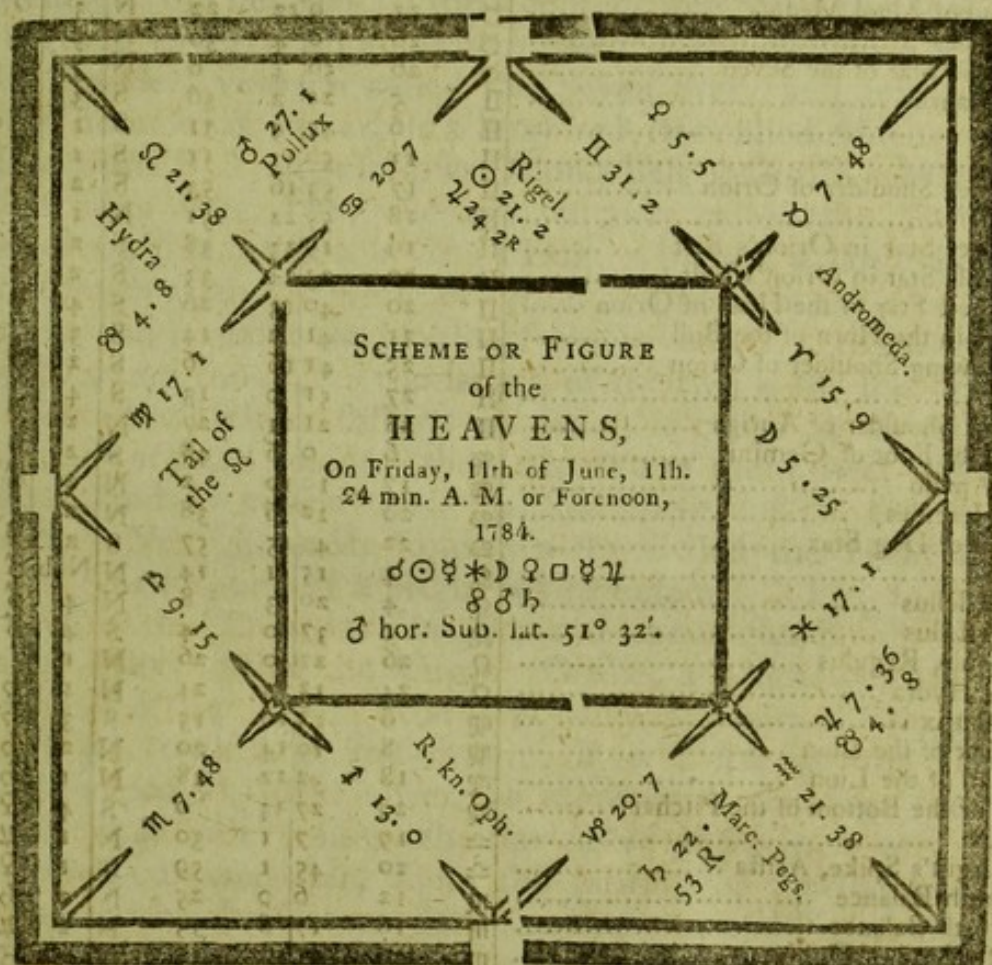 SCHEME OR FIGURE
of the
HEAVENS,
On Friday, 11th of June, 11h.
24 min. A. M. or Forenoon,
1784.
☌☉☿⚹☽♀□☿♃
☍♂♄
♂ hor. Sub. lat. 51° 32′.
♊ 31.2
☉ 21.2
♃ 24 2R
Rigel.
♋ 20 7
♂ 27.1
Pollux
♌ 21.38
Hydra
☋ 4.8
♍ 17.1
Tail of
the ♌
♎ 9.15
♏ 7.48
♐ 13.0
R. kn. Oph.
♑ 20.7
♄ 22.
53 ℞
Marc. Pegs
♒ 21.38
♃ 7.36
☊ 4.8
♓ 17.1
☽ 5.25
♈ 15.9
Andromeda.
♉ 7.48
♀ 5.5